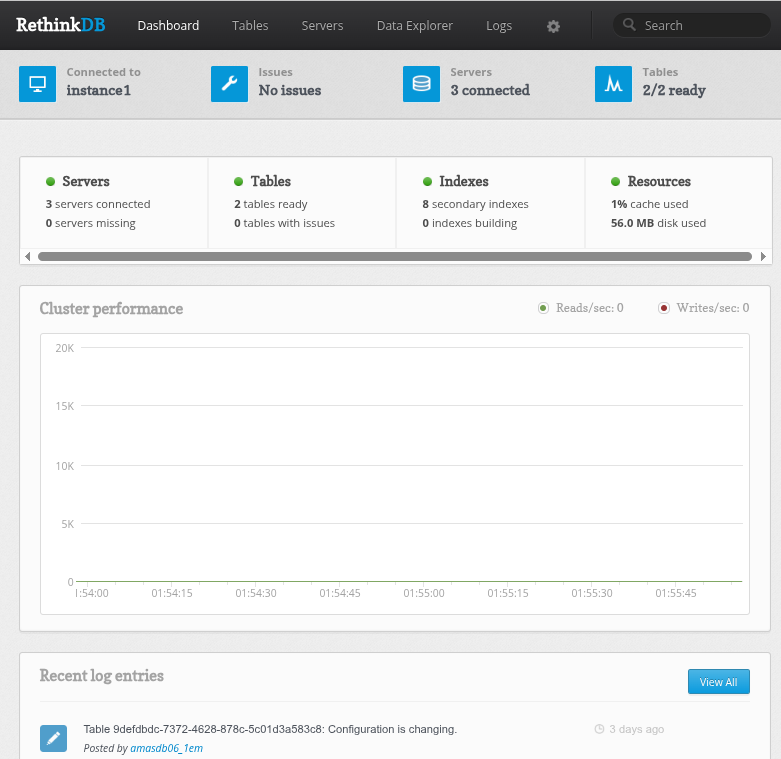 RethinkDB Dashboard Tables Servers Data Explorer Logs Search
Connected to Issues Servers Tables
instance1 No issues 3 connected 2/2 ready
Servers Tables Indexes Resources
3 servers connected 2 tables ready 8 secondary indexes 1% cache used
0 servers missing 0 tables with issues 0 indexes building 56.0 MB disk used
Cluster performance Reads/sec: 0 Writes/sec: 0
20K
15K
10K
5K
0
1:54:00 01:54:15 01:54:30 01:54:45 01:55:00 01:55:15 01:55:30 01:55:45
Recent log entries View All
Table 9defdbdc-7372-4628-878c-5c01d3a583c8: Configuration is changing. 3 days ago
Posted by amasdb06_1em